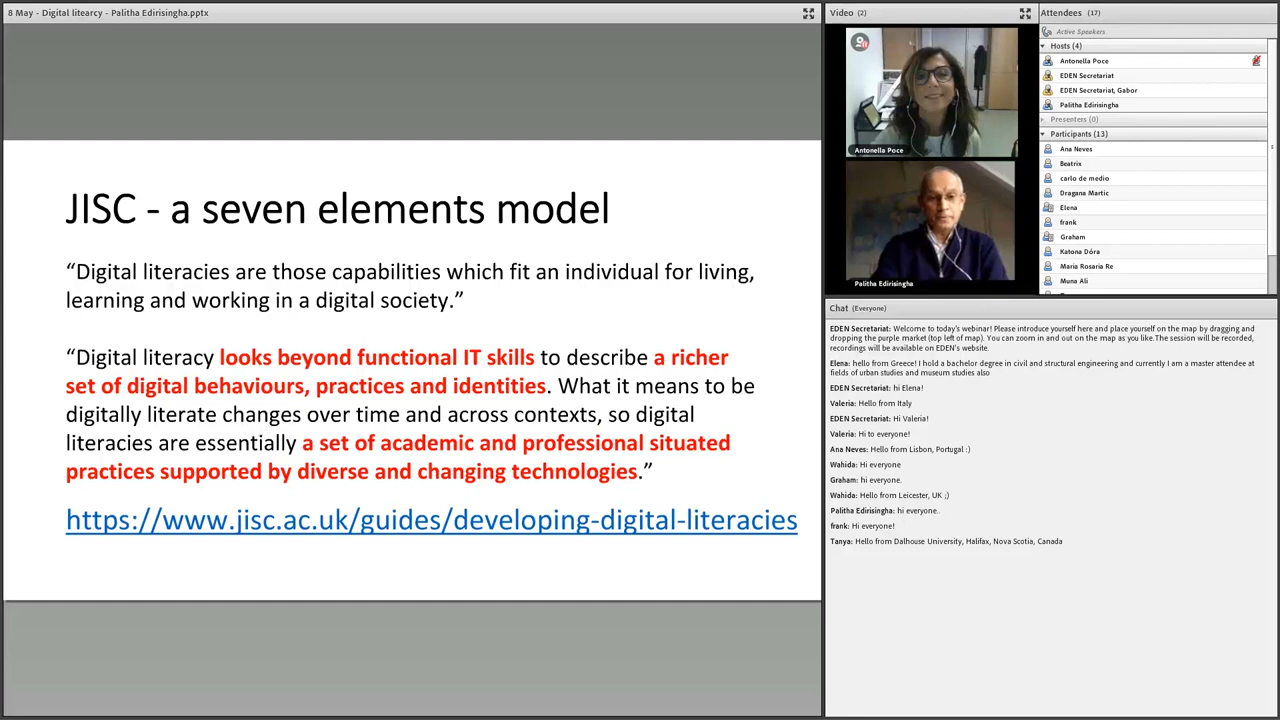 8 May - Digital litearcy - Palitha Edirisingha.pptx
JISC - a seven elements model
“Digital literacies are those capabilities which fit an individual for living,
learning and working in a digital society.”
“Digital literacy looks beyond functional IT skills to describe a richer
set of digital behaviours, practices and identities. What it means to be
digitally literate changes over time and across contexts, so digital
literacies are essentially a set of academic and professional situated
practices supported by diverse and changing technologies.”
https://www.jisc.ac.uk/guides/developing-digital-literacies
Video (2)
Antonella Poce
Palitha Edirisingha
Attendees (17)
Active Speakers
Hosts (4)
Antonella Poce
EDEN Secretariat
EDEN Secretariat, Gabor
Palitha Edirisingha
Presenters (0)
Participants (13)
Ana Neves
Beatrix
carlo de medio
Dragana Martic
Elena
frank
Graham
Katona Dóra
Maria Rosaria Re
Muna Ali
Chat (Everyone)
EDEN Secretariat: Welcome to today's webinar! Please introduce yourself here and place yourself on the map by dragging and
dropping the purple market (top left of map). You can zoom in and out on the map as you like.The session will be recorded,
recordings will be available on EDEN's website.
Elena: hello from Greece! I hold a bachelor degree in civil and structural engineering and currently I am a master attendee at
fields of urban studies and museum studies also
EDEN Secretariat: hi Elena!
Valeria: Hello from Italy
EDEN Secretariat: Hi Valeria!
Valeria: Hi to everyone!
Ana Neves: Hello from Lisbon, Portugal :)
Wahida: Hi everyone
Graham: hi everyone.
Wahida: Hello from Leicester, UK ;)
Palitha Edirisingha: hi everyone..
frank: Hi everyone!
Tanya: Hello from Dalhouse University, Halifax, Nova Scotia, Canada